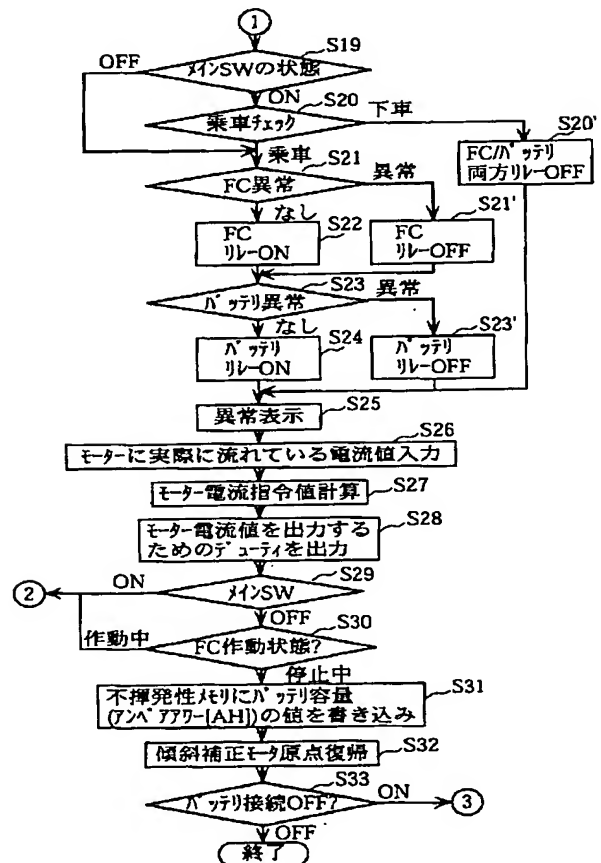 1
S19
OFF
メインSWの状態
ON
S20
下車
乗車チェック
S20'
乗車
S21
FC/バッテリ
両方リレーOFF
異常
FC異常
S21'
なし
S22
FC
リレーON
FC
リレーOFF
S23
異常
バッテリ異常
なし
S24
S23'
バッテリ
リレーON
バッテリ
リレーOFF
S25
異常表示
S26
モーターに実際に流れている電流値入力
モーター電流指令値計算
S27
S28
モーター電流値を出力する
ためのデューティを出力
S29
ON
2
メインSW
OFF
S30
作動中
FC作動状態?
停止中
S31
不揮発性メモリにバッテリ容量
(アンペアアワー[AH])の値を書き込み
傾斜補正モータ原点復帰
S32
S33
バッテリ接続OFF?
ON
3
OFF
終了